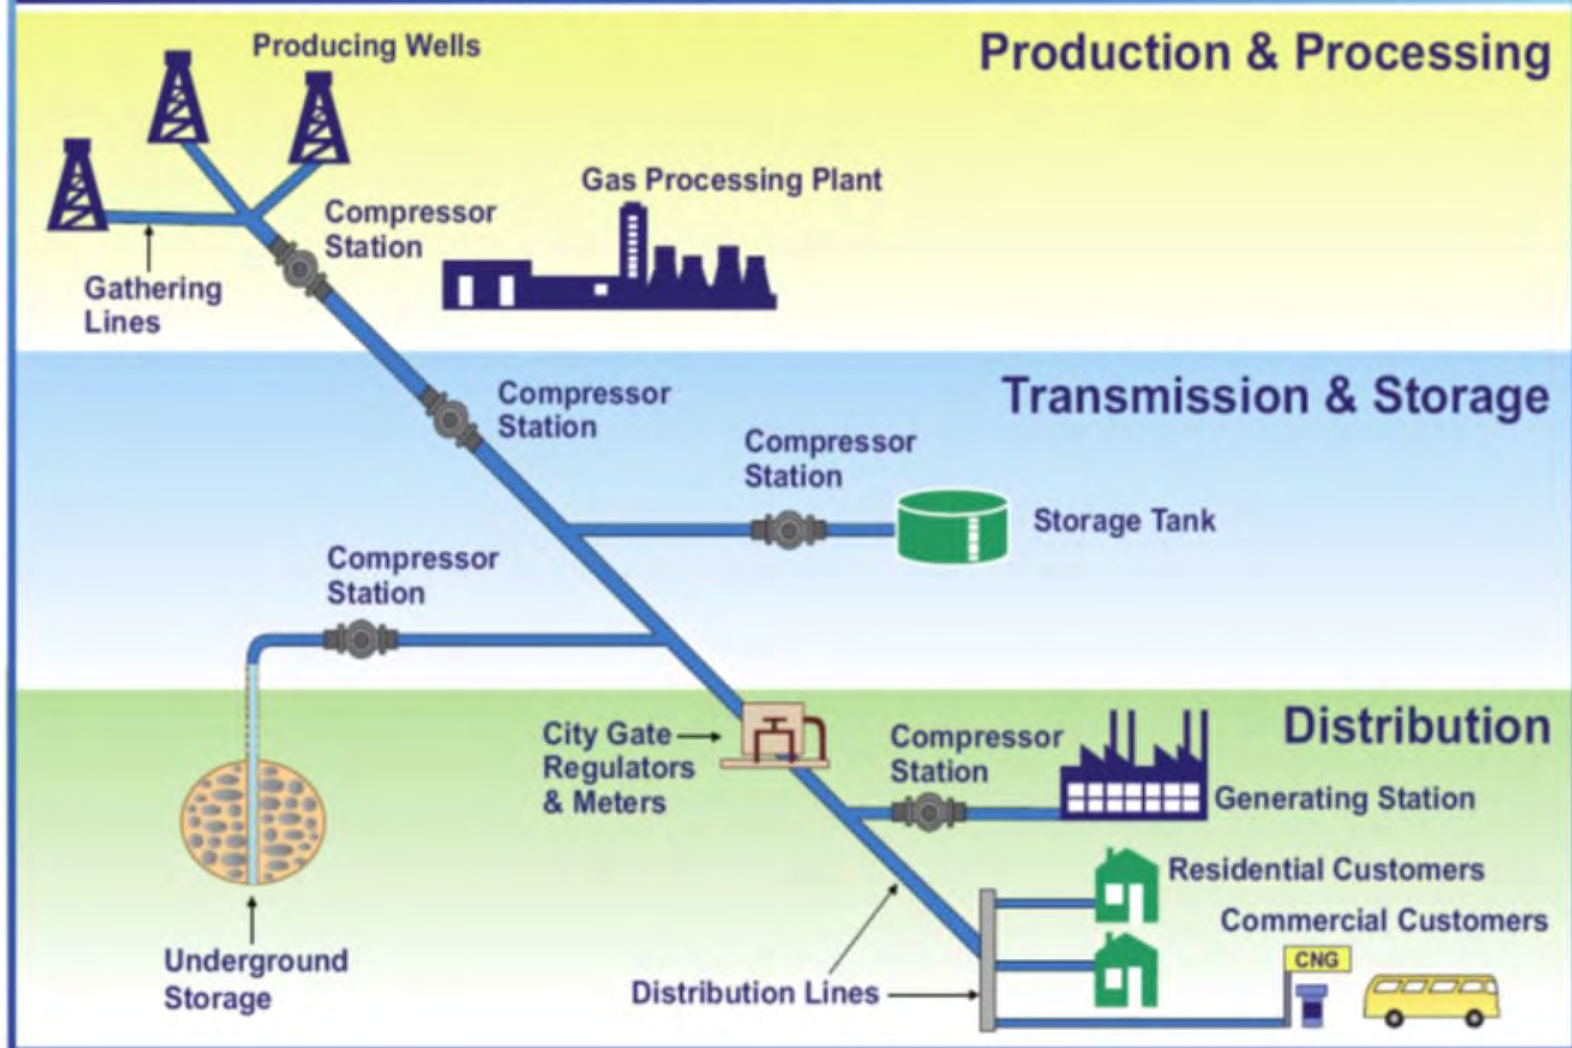 Production & Processing
Producing Wells
Gas Processing Plant
Compressor
Station
Gathering
Lines
Transmission & Storage
Compressor
Station
Compressor
Station
Storage Tank
Compressor
Station
Distribution
City Gate
Regulators
& Meters
Compressor
Station
Generating Station
Residential Customers
Commercial Customers
CNG
Underground
Storage
Distribution Lines